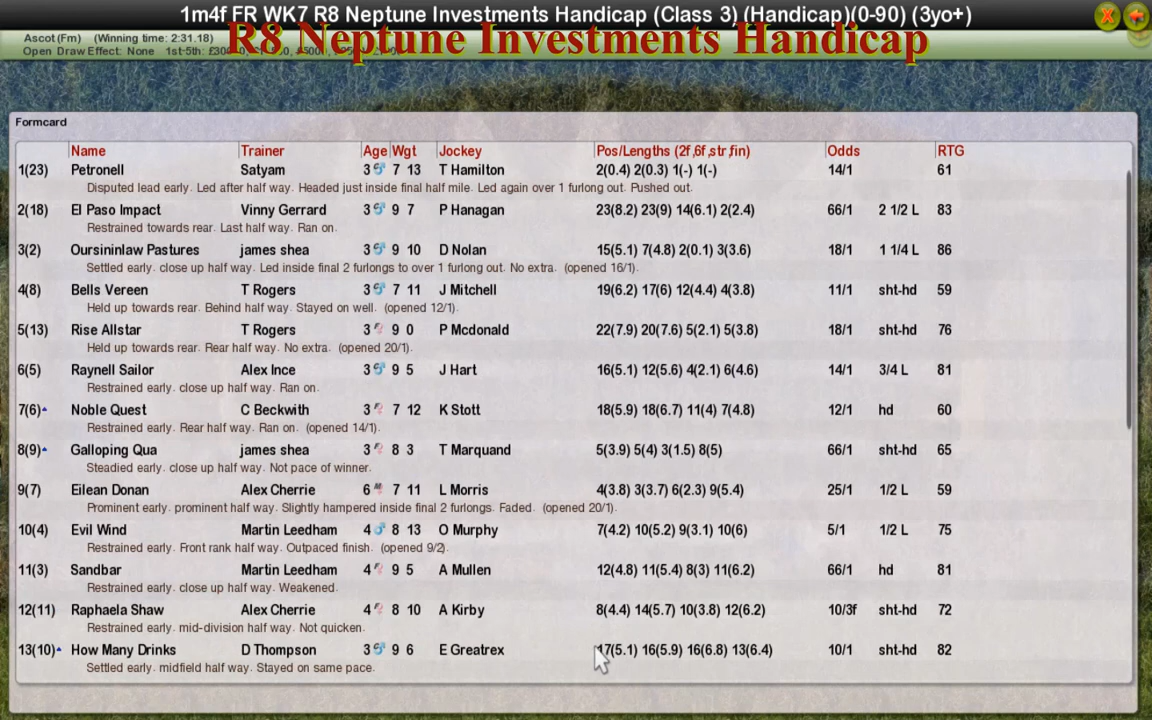 1m4f FR WK7 R8 Neptune Investments Handicap (Class 3) (Handicap)(0-90) (3yo+)
R8 Neptune Investments Handicap
Ascot(Fm) (Winning time: 2:31.18)
Open Draw Effect: None 1st-5th:
Formcard
Name Trainer Age Wgt Jockey Pos/Lengths (2f,6f,str,fin) Odds RTG
1(23) Petronell Satyam 3 7 13 T Hamilton 2(0.4) 2(0.3) 1(-) 1(-) 14/1 61
Disputed lead early. Led after half way. Headed just inside final half mile. Led again over 1 furlong out. Pushed out.
2(18) El Paso Impact Vinny Gerrard 3 9 7 P Hanagan 23(8.2) 23(9) 14(6.1) 2(2.4) 66/1 2 1/2 L 83
Restrained towards rear. Last half way. Ran on.
3(2) Oursininlaw Pastures james shea 3 9 10 D Nolan 15(5.1) 7(4.8) 2(0.1) 3(3.6) 18/1 1 1/4 L 86
Settled early. close up half way. Led inside final 2 furlongs to over 1 furlong out. No extra. (opened 16/1).
4(8) Bells Vereen T Rogers 3 7 11 J Mitchell 19(6.2) 17(6) 12(4.4) 4(3.8) 11/1 sht-hd 59
Held up towards rear. Behind half way. Stayed on well. (opened 12/1).
5(13) Rise Allstar T Rogers 3 9 0 P Mcdonald 22(7.9) 20(7.6) 5(2.1) 5(3.8) 18/1 sht-hd 76
Held up towards rear. Rear half way. No extra. (opened 20/1).
6(5) Raynell Sailor Alex Ince 3 9 5 J Hart 16(5.1) 12(5.6) 4(2.1) 6(4.6) 14/1 3/4 L 81
Restrained early. close up half way. Ran on.
7(6) Noble Quest C Beckwith 3 7 12 K Stott 18(5.9) 18(6.7) 11(4) 7(4.8) 12/1 hd 60
Restrained early. Rear half way. Ran on. (opened 14/1).
8(9) Galloping Qua james shea 3 8 3 T Marquand 5(3.9) 5(4) 3(1.5) 8(5) 66/1 sht-hd 65
Steadied early. close up half way. Not pace of winner.
9(7) Eilean Donan Alex Cherrie 6 7 11 L Morris 4(3.8) 3(3.7) 6(2.3) 9(5.4) 25/1 1/2 L 59
Prominent early. prominent half way. Slightly hampered inside final 2 furlongs. Faded. (opened 20/1).
10(4) Evil Wind Martin Leedham 4 8 13 O Murphy 7(4.2) 10(5.2) 9(3.1) 10(6) 5/1 1/2 L 75
Restrained early. Front rank half way. Outpaced finish. (opened 9/2).
11(3) Sandbar Martin Leedham 4 9 5 A Mullen 12(4.8) 11(5.4) 8(3) 11(6.2) 66/1 hd 81
Restrained early. close up half way. Weakened.
12(11) Raphaela Shaw Alex Cherrie 4 8 10 A Kirby 8(4.4) 14(5.7) 10(3.8) 12(6.2) 10/3f sht-hd 72
Restrained early. mid-division half way. Not quicken.
13(10) How Many Drinks D Thompson 3 9 6 E Greatrex 17(5.1) 16(5.9) 16(6.8) 13(6.4) 10/1 sht-hd 82
Settled early. midfield half way. Stayed on same pace.